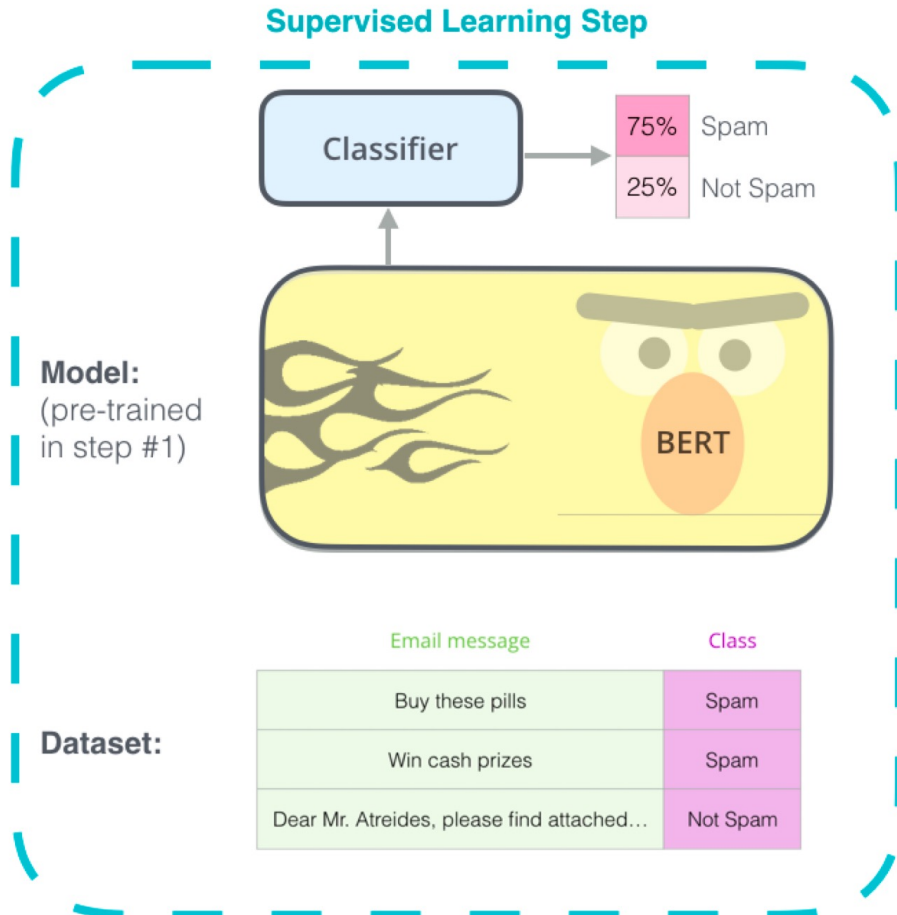 Supervised Learning Step
Classifier
75% Spam
25% Not Spam
Model:
(pre-trained
in step #1)
BERT
Email message Class
Dataset:
Buy these pills Spam
Win cash prizes Spam
Dear Mr. Atreides, please find attached... Not Spam